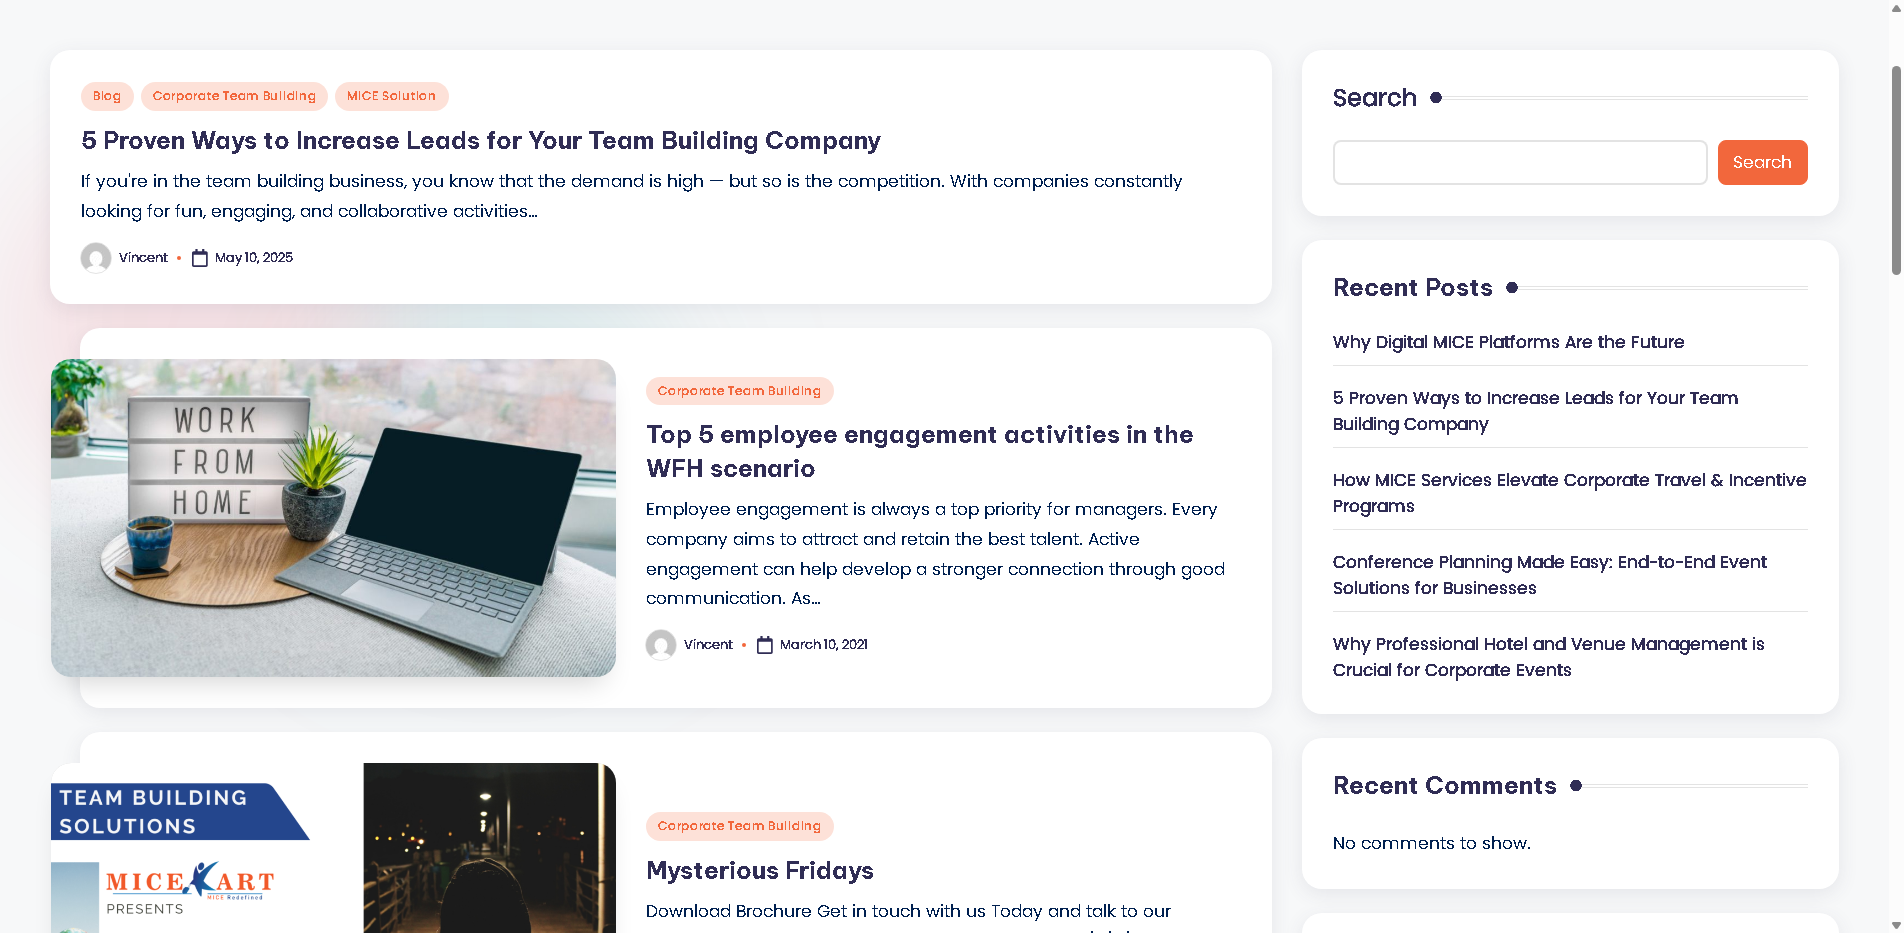 Blog
Corporate Team Building
MICE Solution
5 Proven Ways to Increase Leads for Your Team Building Company
If you're in the team building business, you know that the demand is high — but so is the competition. With companies constantly
looking for fun, engaging, and collaborative activities...
Vincent
May 10, 2025
WORK
FROM
HOME
Corporate Team Building
Top 5 employee engagement activities in the
WFH scenario
Employee engagement is always a top priority for managers. Every
company aims to attract and retain the best talent. Active
engagement can help develop a stronger connection through good
communication. As...
Vincent
March 10, 2021
TEAM BUILDING
SOLUTIONS
MICE KART
MICE Redefined
PRESENTS
Corporate Team Building
Mysterious Fridays
Download Brochure Get in touch with us Today and talk to our
Search
Search
Recent Posts
Why Digital MICE Platforms Are the Future
5 Proven Ways to Increase Leads for Your Team
Building Company
How MICE Services Elevate Corporate Travel & Incentive
Programs
Conference Planning Made Easy: End-to-End Event
Solutions for Businesses
Why Professional Hotel and Venue Management is
Crucial for Corporate Events
Recent Comments
No comments to show.